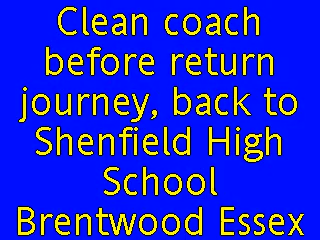 Clean coach
before return
journey, back to
Shenfield High
School
Brentwood Essex